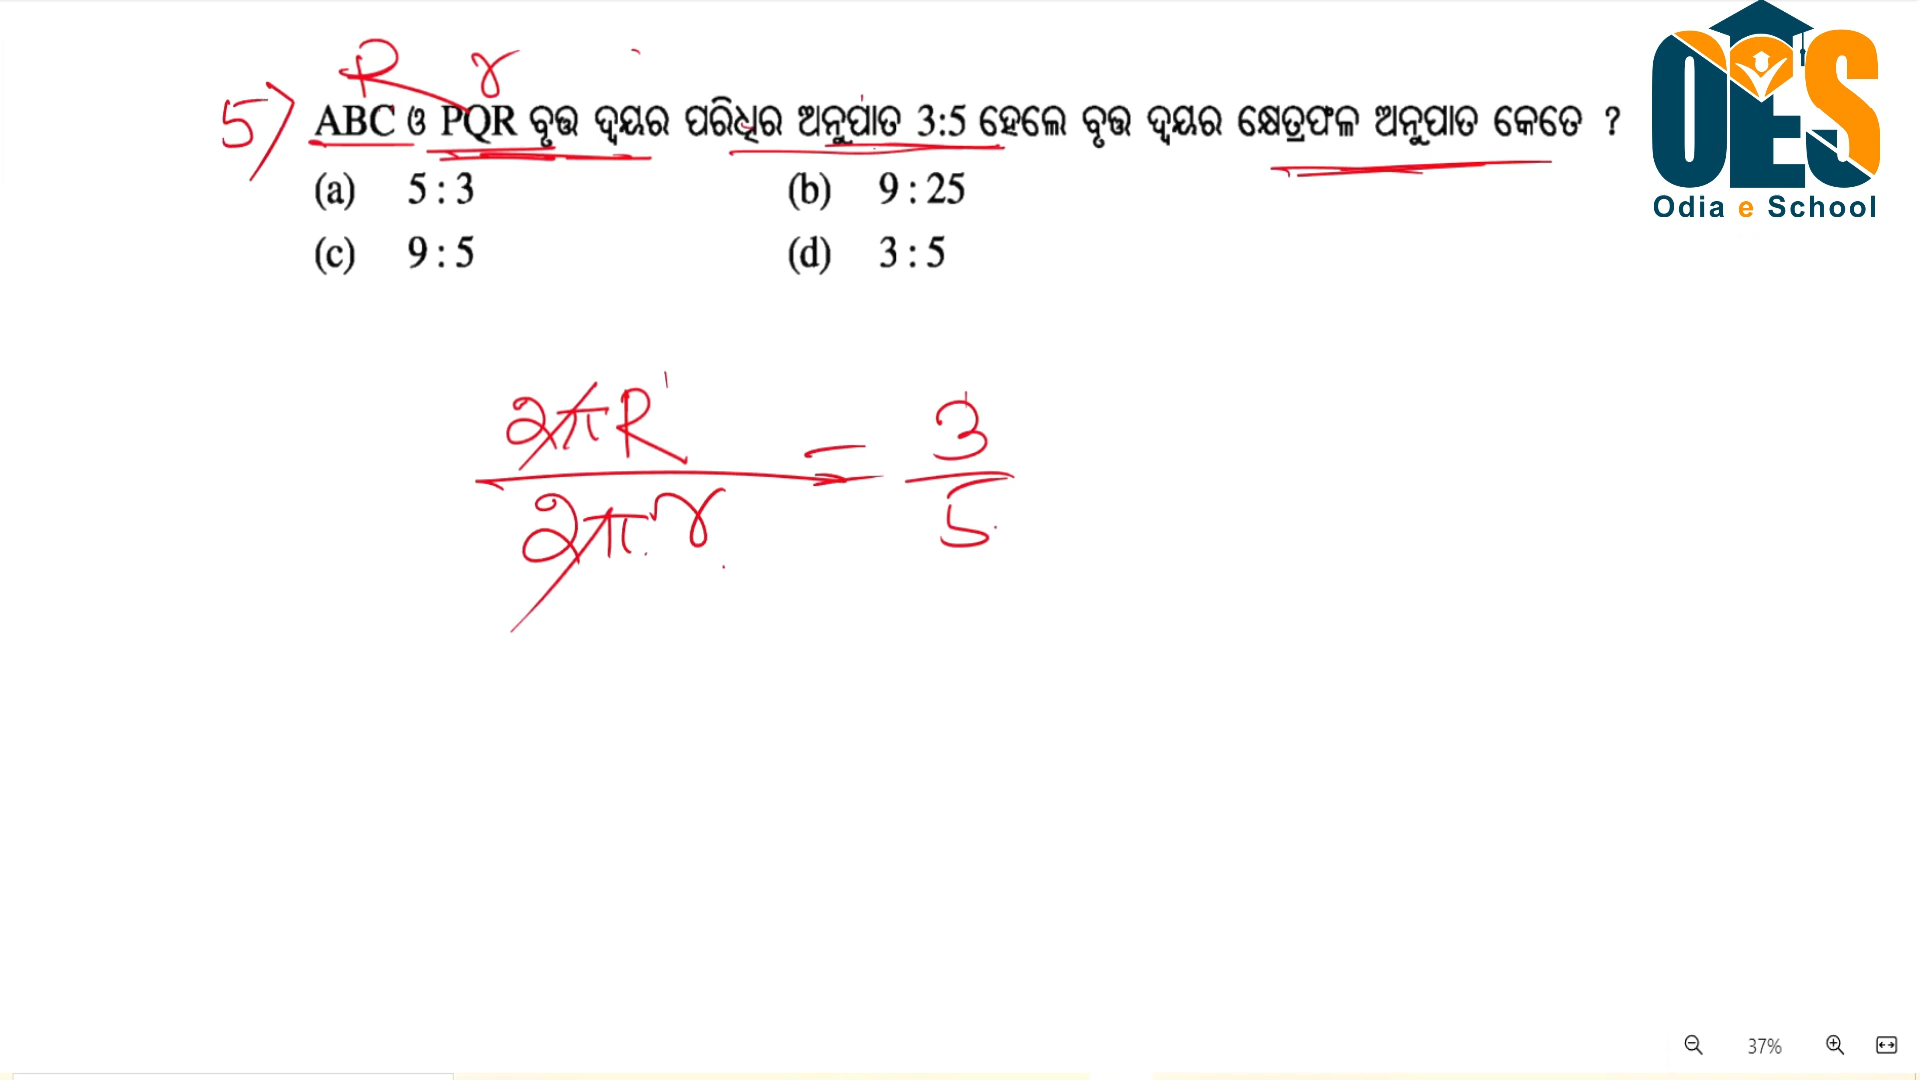 R r
5) ABC ଓ PQR ବୃତ୍ତ ଦ୍ୱୟର ପରିଧିର ଅନୁପାତ 3:5 ହେଲେ ବୃତ୍ତ ଦ୍ୱୟର କ୍ଷେତ୍ରଫଳ ଅନୁପାତ କେତେ ?
(a) 5 : 3 (b) 9 : 25
(c) 9 : 5 (d) 3 : 5
OES
Odia e School
2πR = 3
2πr 5
37%